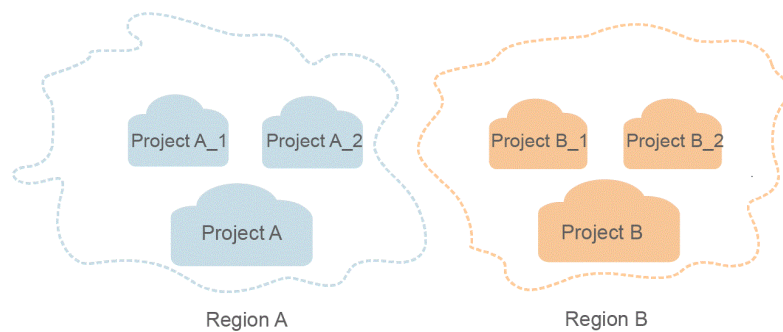 Project A_1
Project A_2
Project A
Region A
Project B_1
Project B_2
Project B
Region B